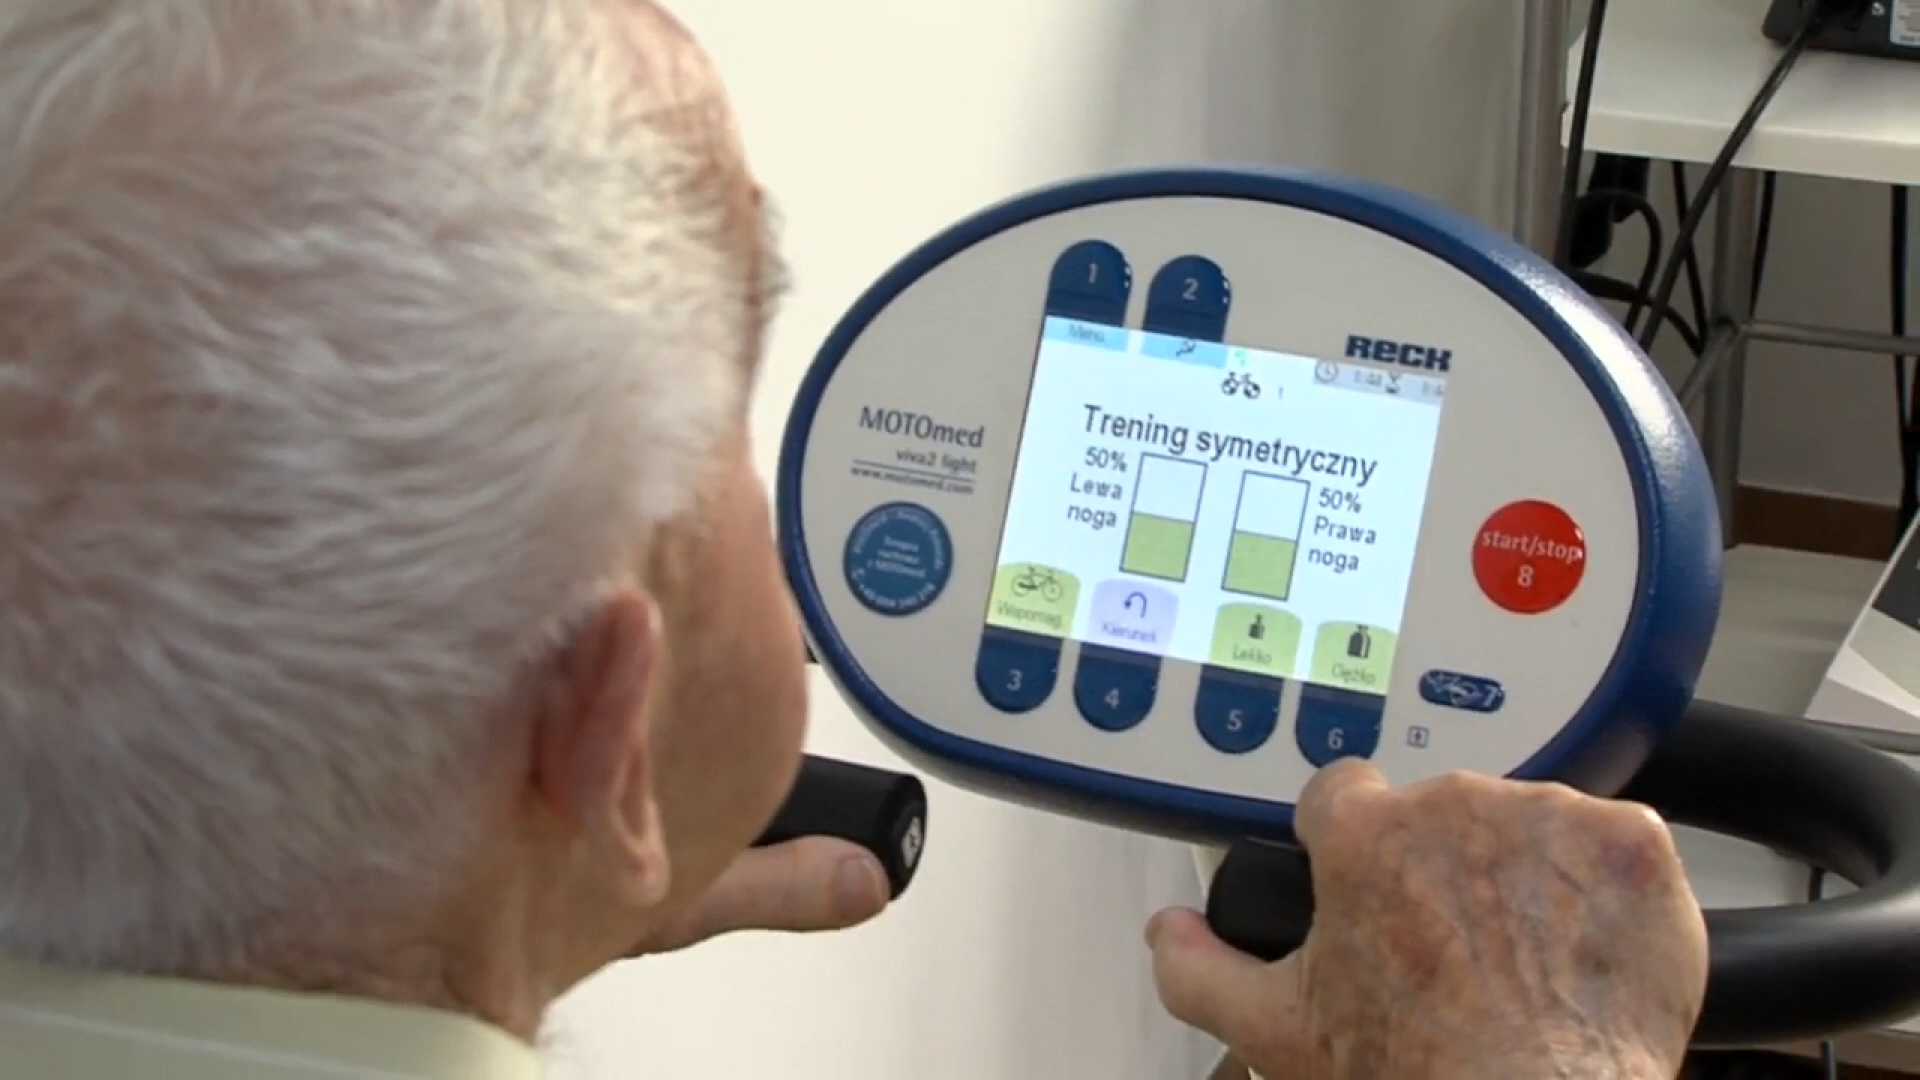 1
2
Menu
RECK
MOTOmed
viva2 light
www.motomed.com
Trening symetryczny
50%
Lewa
noga
50%
Prawa
noga
start/stop
8
Wspomag.
Kierunek
Lekko
Ciężko
3
4
5
6
7